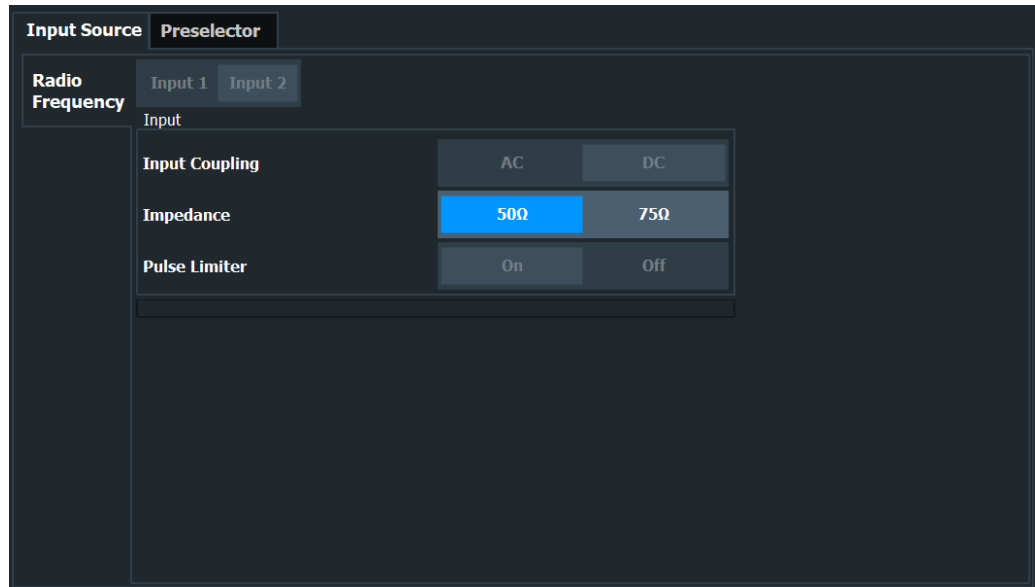 Input Source Preselector
Radio
Frequency
Input 1 Input 2
Input
Input Coupling AC DC
Impedance 50Ω 75Ω
Pulse Limiter On Off